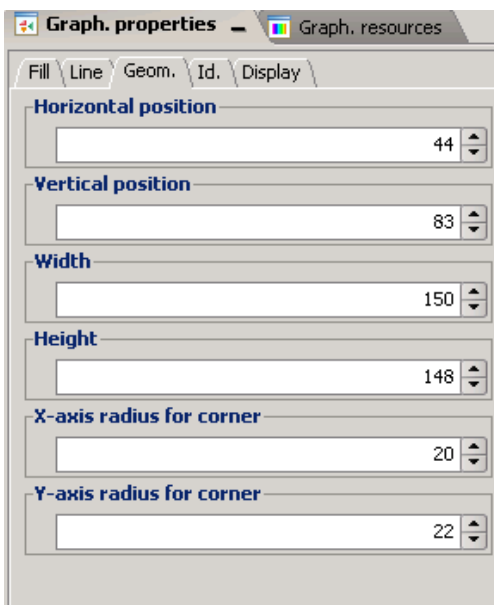 Graph. properties Graph. resources
Fill Line Geom. Id. Display
Horizontal position
44
Vertical position
83
Width
150
Height
148
X-axis radius for corner
20
Y-axis radius for corner
22